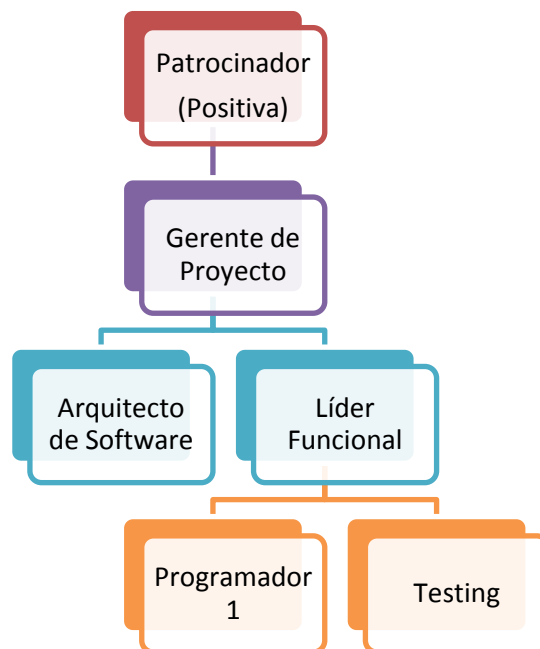 Patrocinador
(Positiva)
Gerente de
Proyecto
Arquitecto
de Software
Líder
Funcional
Programador
1
Testing